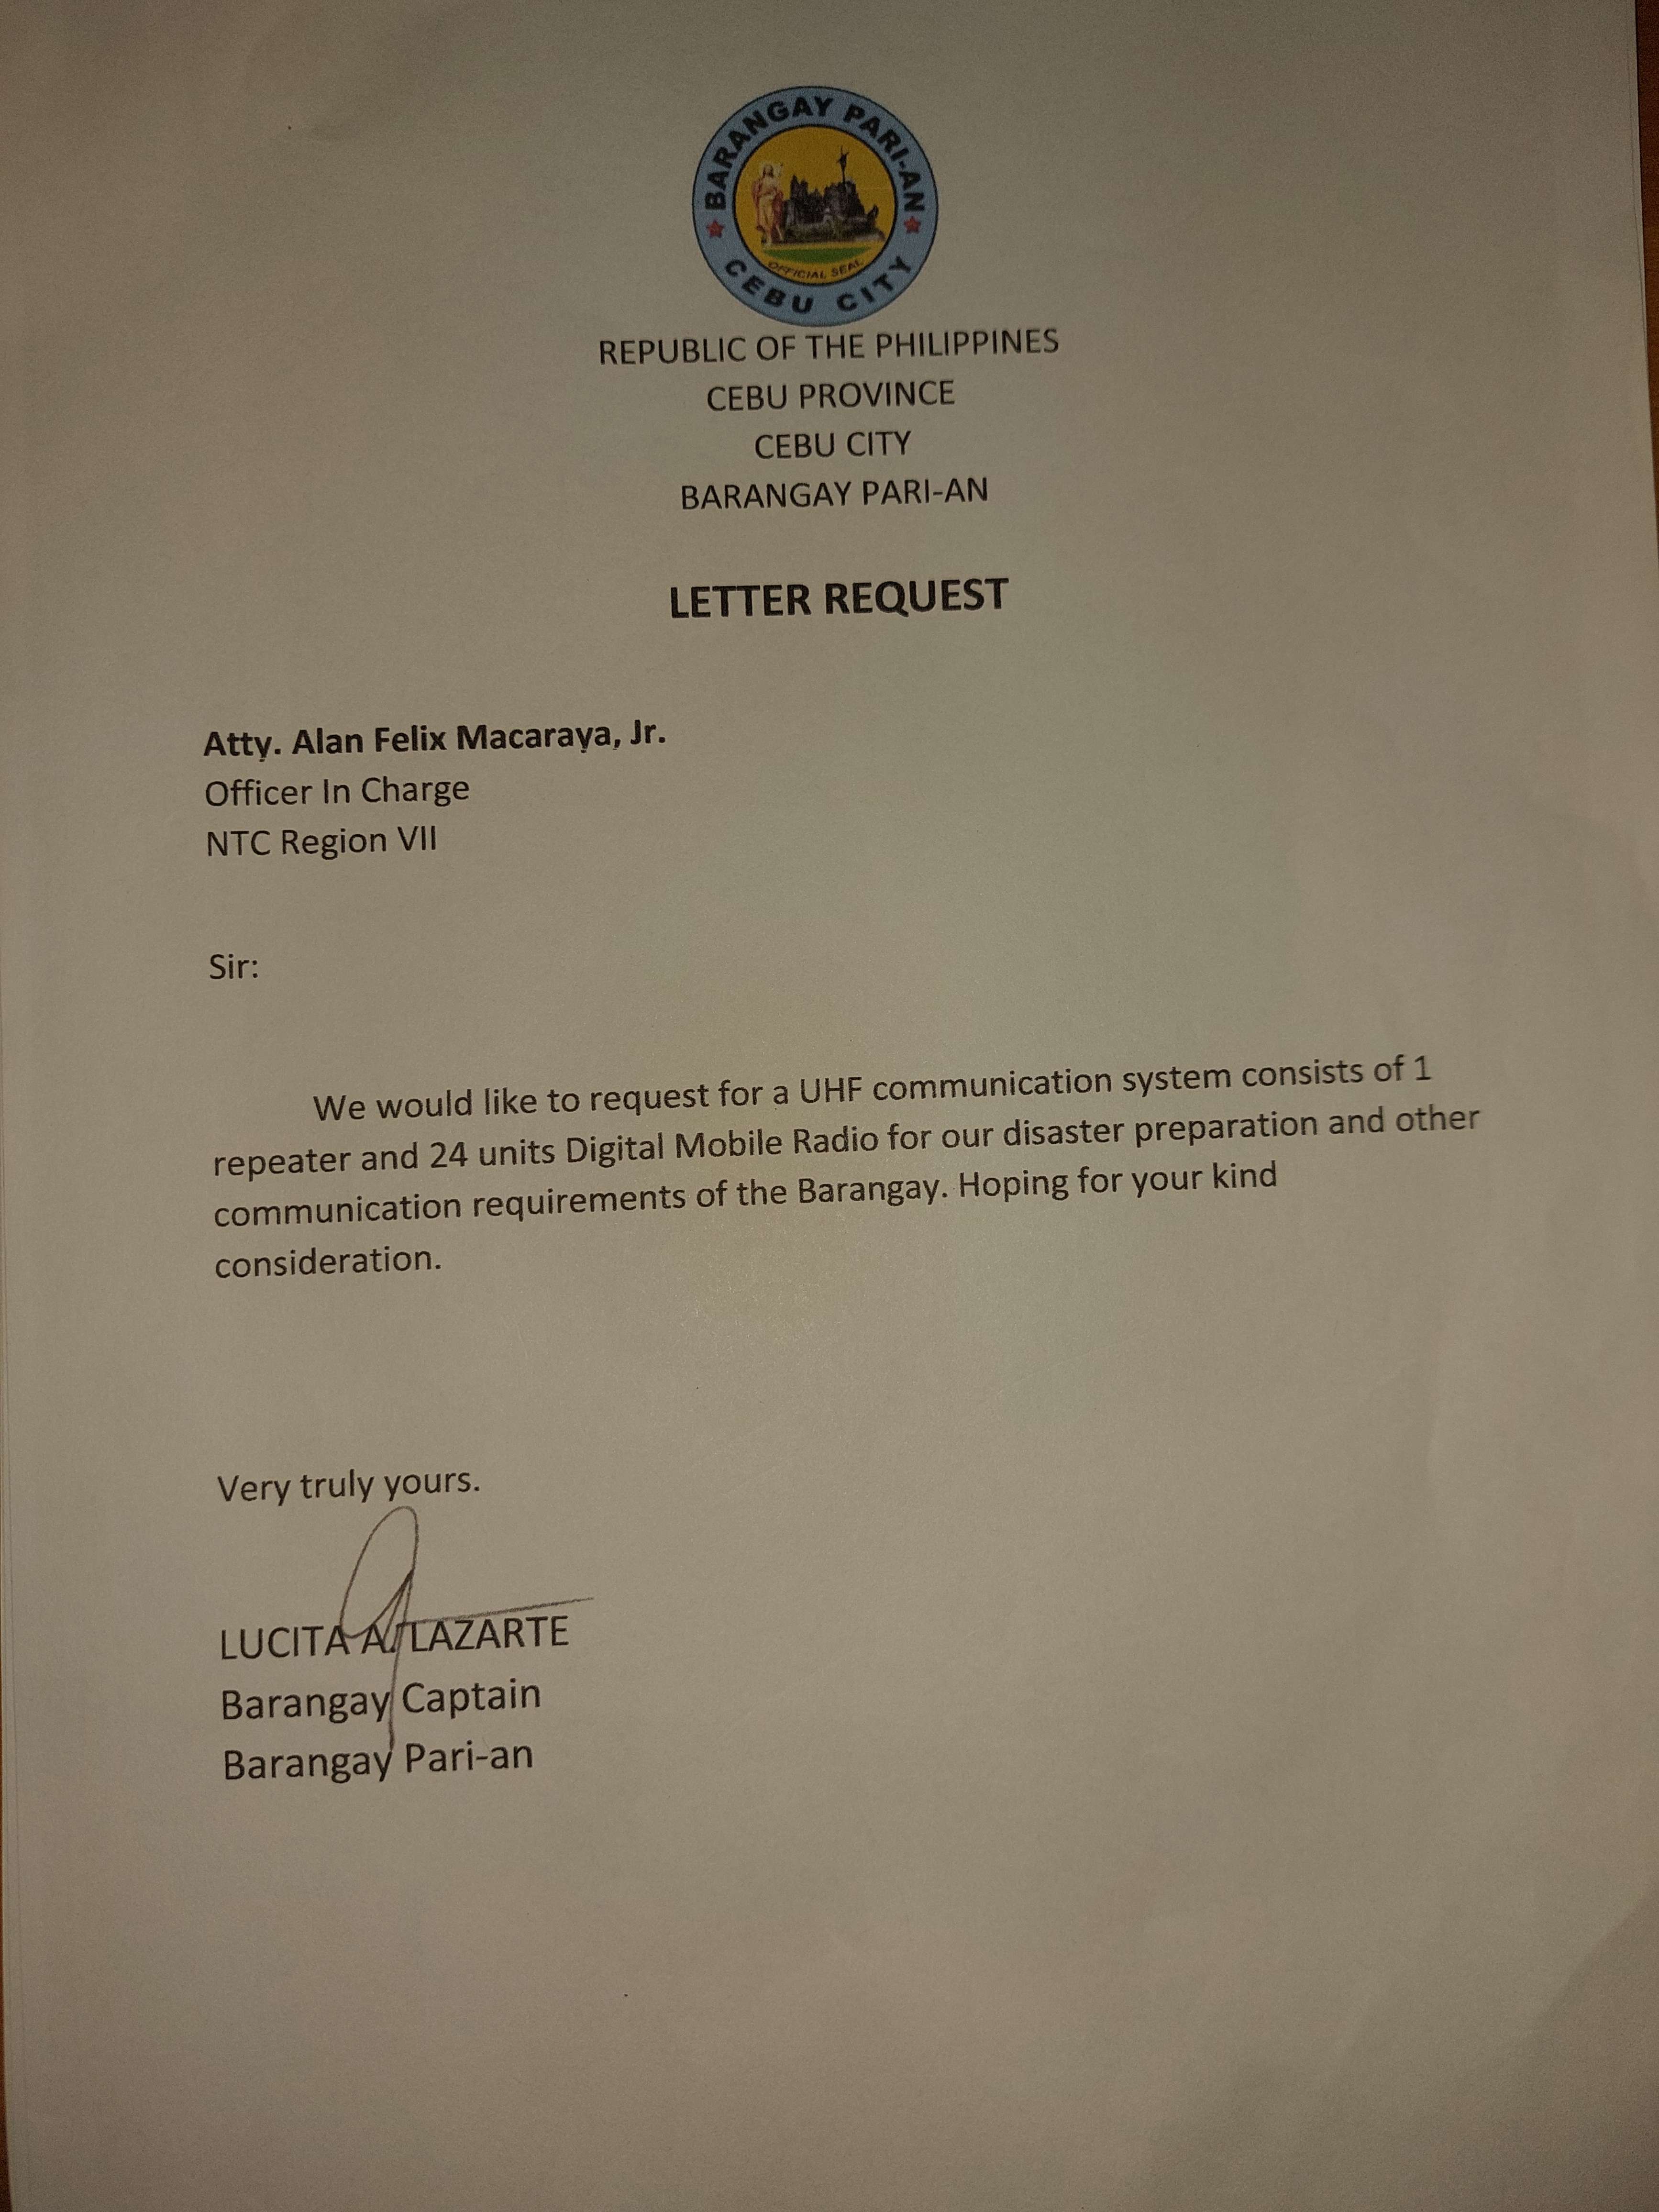 BARANGAY PARI-AN
OFFICIAL SEAL
CEBU CITY
REPUBLIC OF THE PHILIPPINES
CEBU PROVINCE
CEBU CITY
BARANGAY PARI-AN
LETTER REQUEST
Atty. Alan Felix Macaraya, Jr.
Officer In Charge
NTC Region VII
Sir:
We would like to request for a UHF communication system consists of 1
repeater and 24 units Digital Mobile Radio for our disaster preparation and other
communication requirements of the Barangay. Hoping for your kind
consideration.
Very truly yours.
LUCITA A. LAZARTE
Barangay Captain
Barangay Pari-an